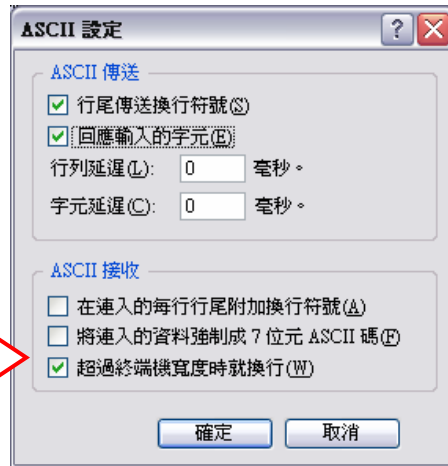 ASCII 設定
ASCII 傳送
行尾傳送換行符號(S)
回應輸入的字元(E)
行列延遲(L): 0 毫秒。
字元延遲(C): 0 毫秒。
ASCII 接收
在連入的每行行尾附加換行符號(A)
將連入的資料強制成 7 位元 ASCII 碼(F)
超過終端機寬度時就換行(W)
確定 取消